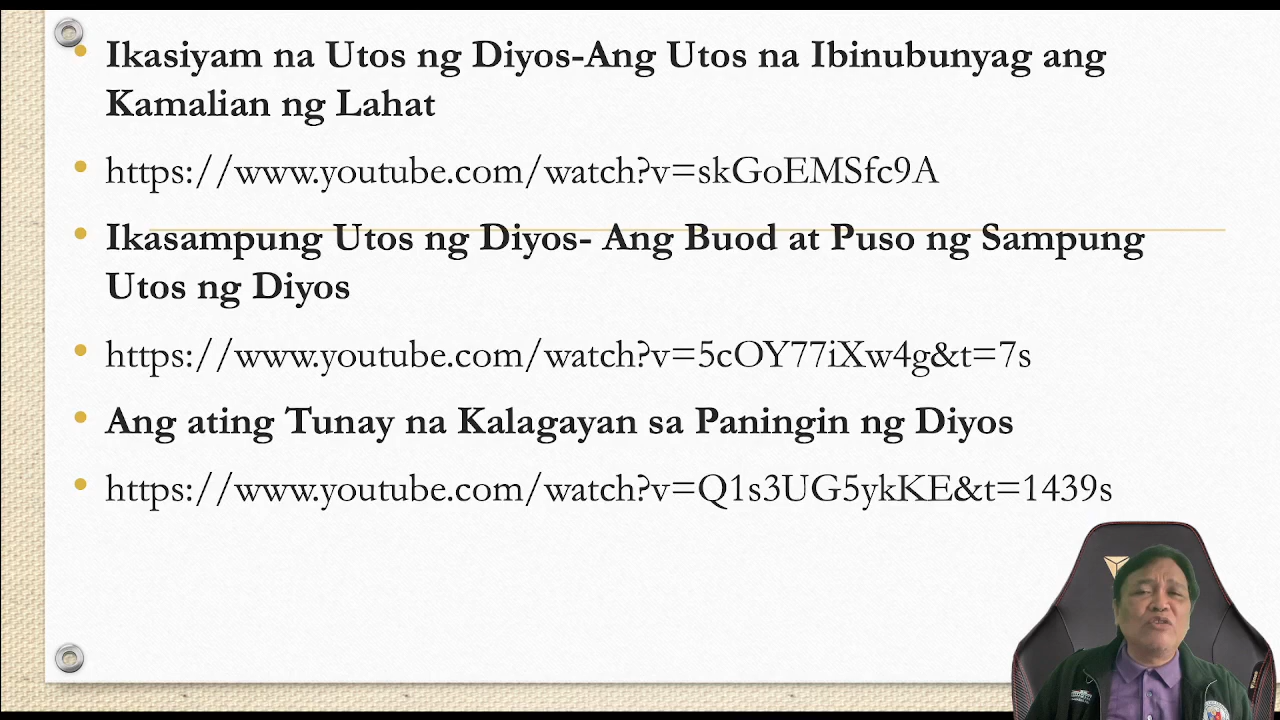 Ikasiyam na Utos ng Diyos-Ang Utos na Ibinubunyag ang
Kamalian ng Lahat
https://www.youtube.com/watch?v=skGoEMSfc9A
Ikasampung Utos ng Diyos- Ang Buod at Puso ng Sampung
Utos ng Diyos
https://www.youtube.com/watch?v=5cOY77iXw4g&t=7s
Ang ating Tunay na Kalagayan sa Paningin ng Diyos
https://www.youtube.com/watch?v=Q1s3UG5ykKE&t=1439s